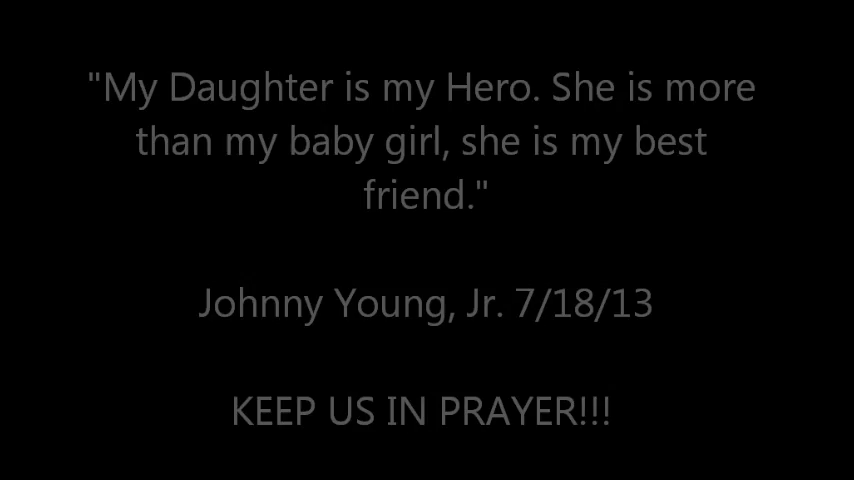 "My Daughter is my Hero. She is more
than my baby girl, she is my best
friend."
Johnny Young, Jr. 7/18/13
KEEP US IN PRAYER!!!